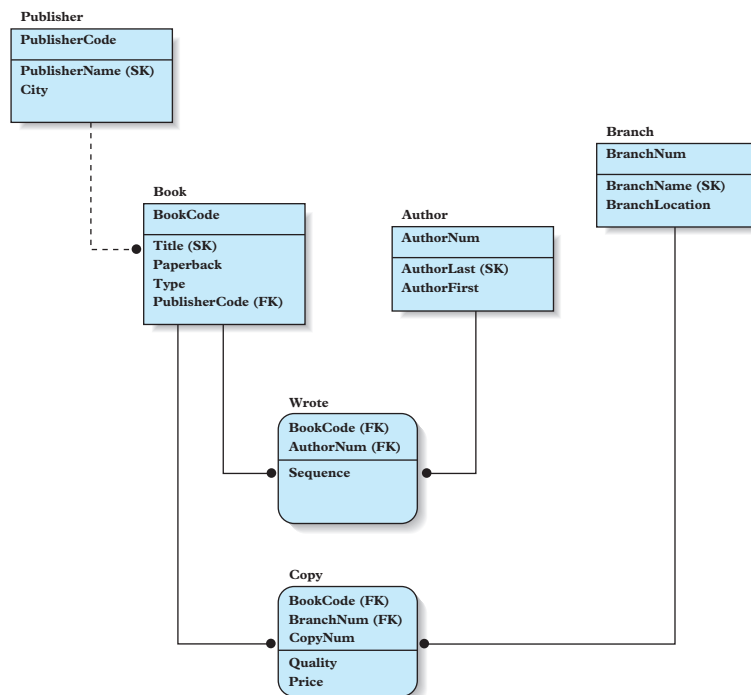 Publisher
PublisherCode
PublisherName (SK)
City
Book
BookCode
Title (SK)
Paperback
Type
PublisherCode (FK)
Author
AuthorNum
AuthorLast (SK)
AuthorFirst
Branch
BranchNum
BranchName (SK)
BranchLocation
Wrote
BookCode (FK)
AuthorNum (FK)
Sequence
Copy
BookCode (FK)
BranchNum (FK)
CopyNum
Quality
Price